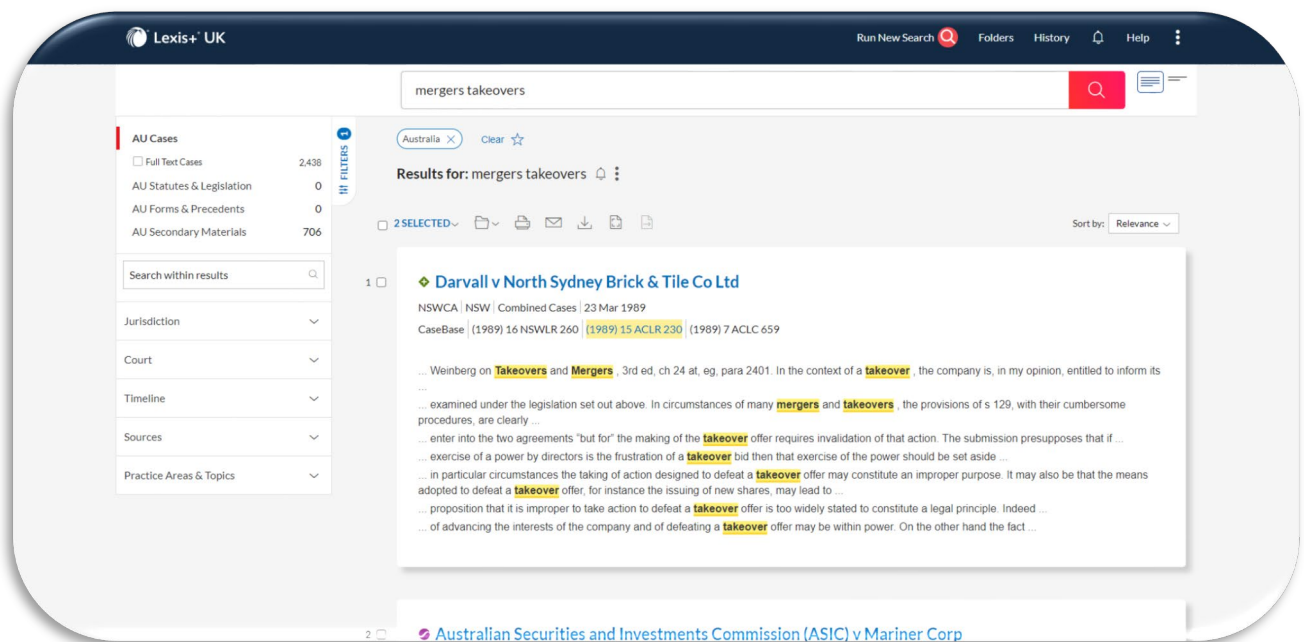 Lexis+® UK
Run New Search
Folders
History
Help
mergers takeovers
AU Cases
Full Text Cases 2,438
AU Statutes & Legislation 0
AU Forms & Precedents 0
AU Secondary Materials 706
Search within results
Jurisdiction
Court
Timeline
Sources
Practice Areas & Topics
FILTERS 1
Australia
Clear
Results for: mergers takeovers
2 SELECTED
Sort by: Relevance
1
Darvall v North Sydney Brick & Tile Co Ltd
NSWCA | NSW | Combined Cases | 23 Mar 1989
CaseBase | (1989) 16 NSWLR 260 | (1989) 15 ACLR 230 | (1989) 7 ACLC 659
... Weinberg on Takeovers and Mergers , 3rd ed, ch 24 at, eg, para 2401. In the context of a takeover , the company is, in my opinion, entitled to inform its
...
... examined under the legislation set out above. In circumstances of many mergers and takeovers , the provisions of s 129, with their cumbersome
procedures, are clearly ...
... enter into the two agreements "but for" the making of the takeover offer requires invalidation of that action. The submission presupposes that if ...
... exercise of a power by directors is the frustration of a takeover bid then that exercise of the power should be set aside ...
... in particular circumstances the taking of action designed to defeat a takeover offer may constitute an improper purpose. It may also be that the means
adopted to defeat a takeover offer, for instance the issuing of new shares, may lead to ...
... proposition that it is improper to take action to defeat a takeover offer is too widely stated to constitute a legal principle. Indeed ...
... of advancing the interests of the company and of defeating a takeover offer may be within power. On the other hand the fact ...
2
Australian Securities and Investments Commission (ASIC) v Mariner Corp